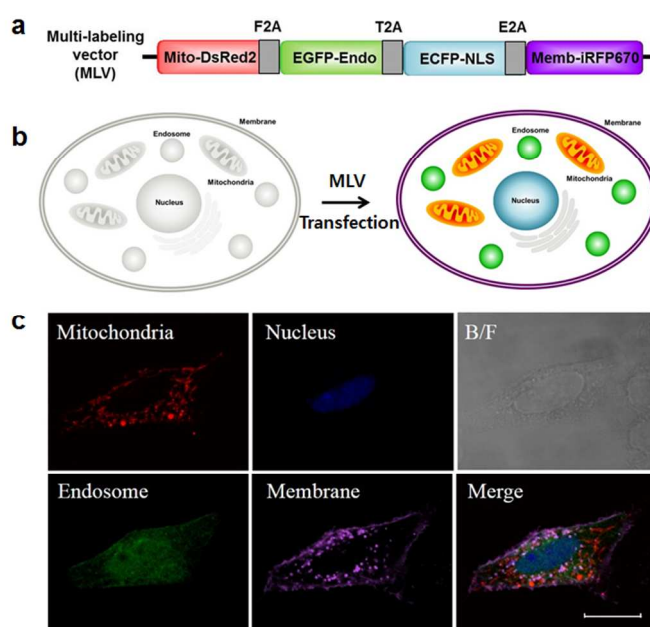 a
F2A
T2A
E2A
Multi-labeling
vector
(MLV)
Mito-DsRed2
EGFP-Endo
ECFP-NLS
Memb-iRFP670
b
Endosome
Membrane
Mitochondria
Nucleus
MLV
Transfection
Endosome
Membrane
Mitochondria
Nucleus
c
Mitochondria
Nucleus
B/F
Endosome
Membrane
Merge